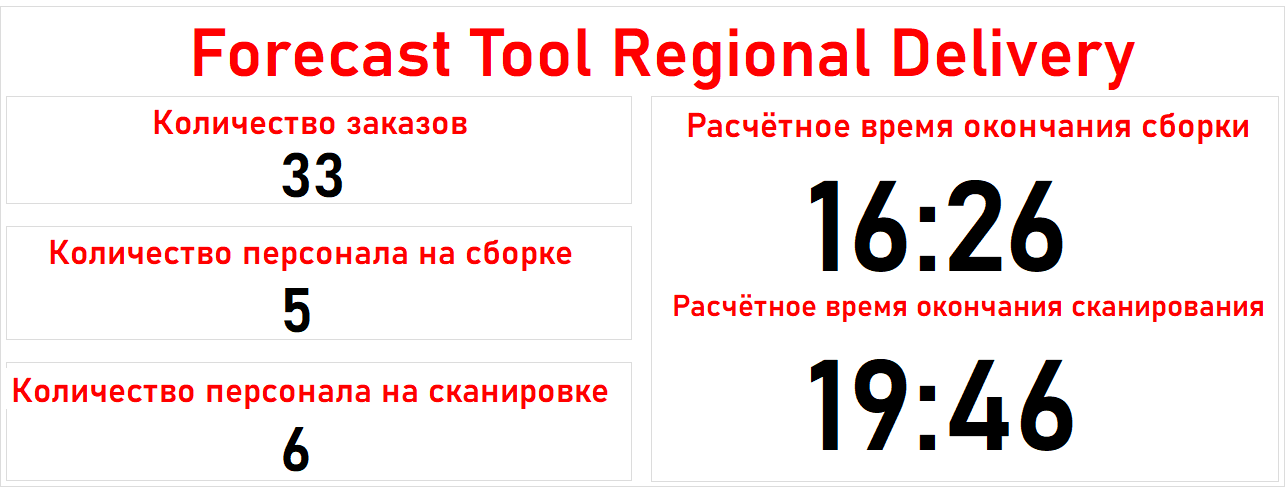 Forecast Tool Regional Delivery
Количество заказов
33
Количество персонала на сборке
5
Количество персонала на сканировке
6
Расчётное время окончания сборки
16:26
Расчётное время окончания сканирования
19:46